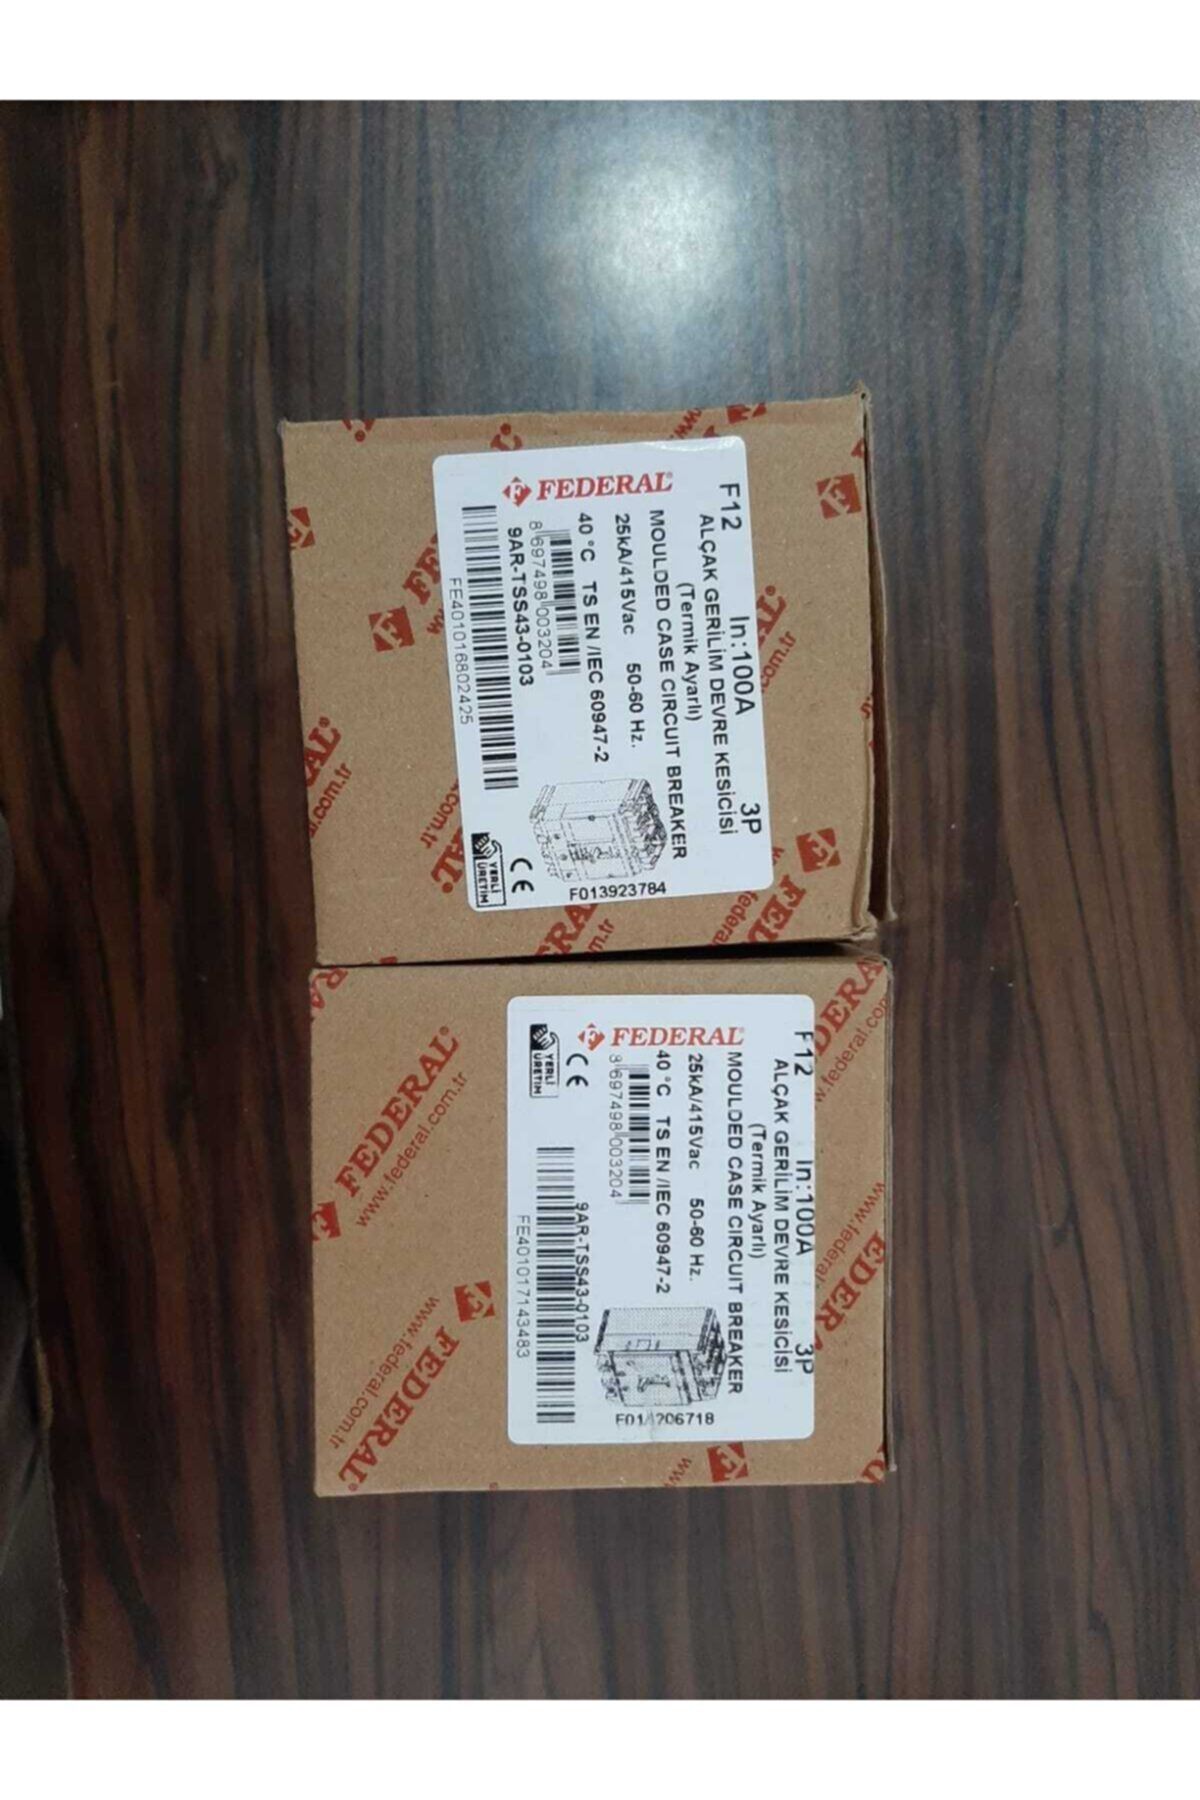 F12 In:100A 3P
ALÇAK GERİLİM DEVRE KESİCİSİ
(Termik Ayarlı)
MOULDED CASE CIRCUIT BREAKER
FEDERAL
25kA/415Vac 50-60 Hz.
40 °C TS EN /IEC 60947-2
8 697498 003204
9AR-TSS43-0103
FE401016802425
F013923784
CE
YERLİ
ÜRETİM
F12 In:100A 3P
ALÇAK GERİLİM DEVRE KESİCİSİ
(Termik Ayarlı)
MOULDED CASE CIRCUIT BREAKER
FEDERAL
25kA/415Vac 50-60 Hz.
40 °C TS EN /IEC 60947-2
8 697498 003204
9AR-TSS43-0103
FE401017143483
CE
YERLİ
ÜRETİM
FEDERAL
www.federal.com.tr
FEDERAL
www.federal.com.tr